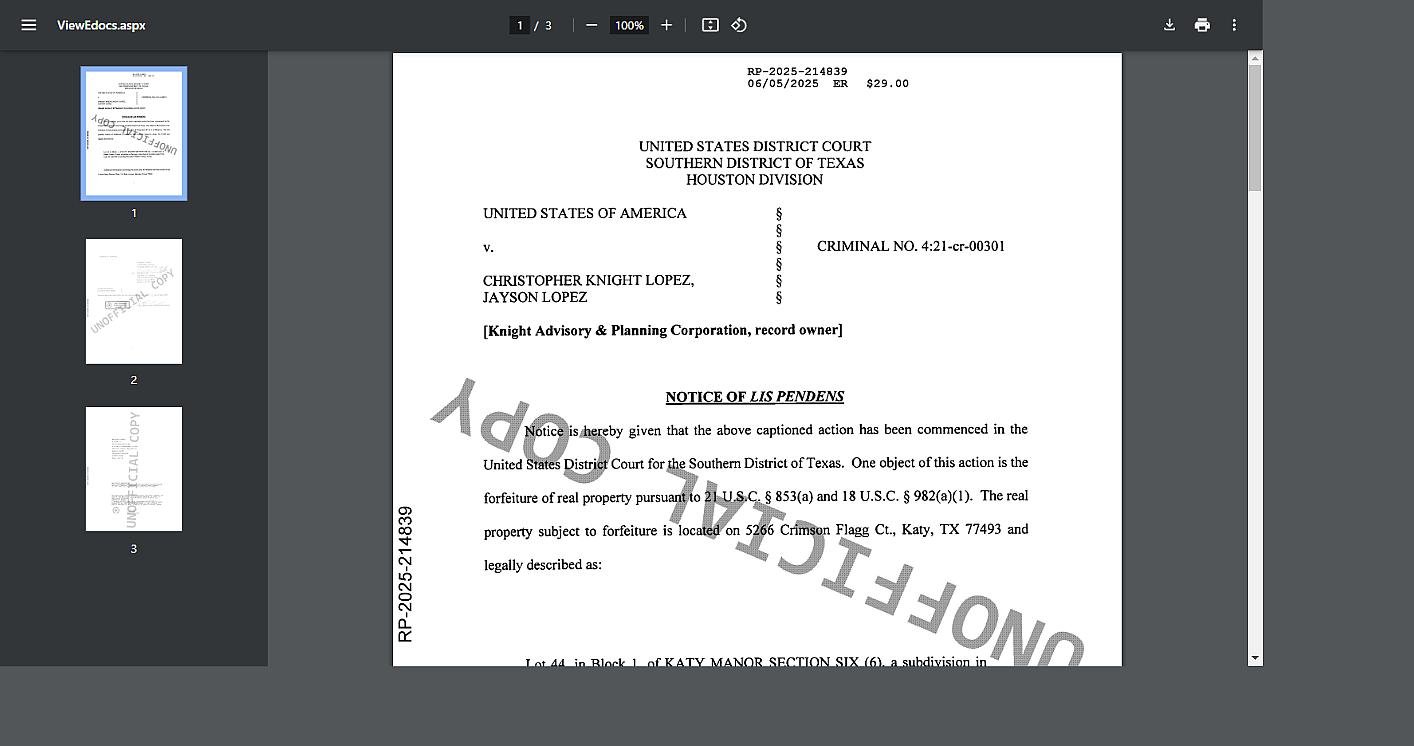 ViewEdocs.aspx
1 / 3
100%
1
2
3
RP-2025-214839
06/05/2025 ER $29.00
UNITED STATES DISTRICT COURT
SOUTHERN DISTRICT OF TEXAS
HOUSTON DIVISION
UNITED STATES OF AMERICA §
§
v. § CRIMINAL NO. 4:21-cr-00301
§
CHRISTOPHER KNIGHT LOPEZ, §
JAYSON LOPEZ §
[Knight Advisory & Planning Corporation, record owner]
NOTICE OF LIS PENDENS
Notice is hereby given that the above captioned action has been commenced in the
United States District Court for the Southern District of Texas. One object of this action is the
forfeiture of real property pursuant to 21 U.S.C. § 853(a) and 18 U.S.C. § 982(a)(1). The real
property subject to forfeiture is located on 5266 Crimson Flagg Ct., Katy, TX 77493 and
legally described as:
Lot 44, in Block 1, of KATY MANOR SECTION SIX (6), a subdivision in
RP-2025-214839
UNOFFICIAL COPY
UNOFFICIAL COPY
UNOFFICIAL COPY
UNOFFICIAL COPY